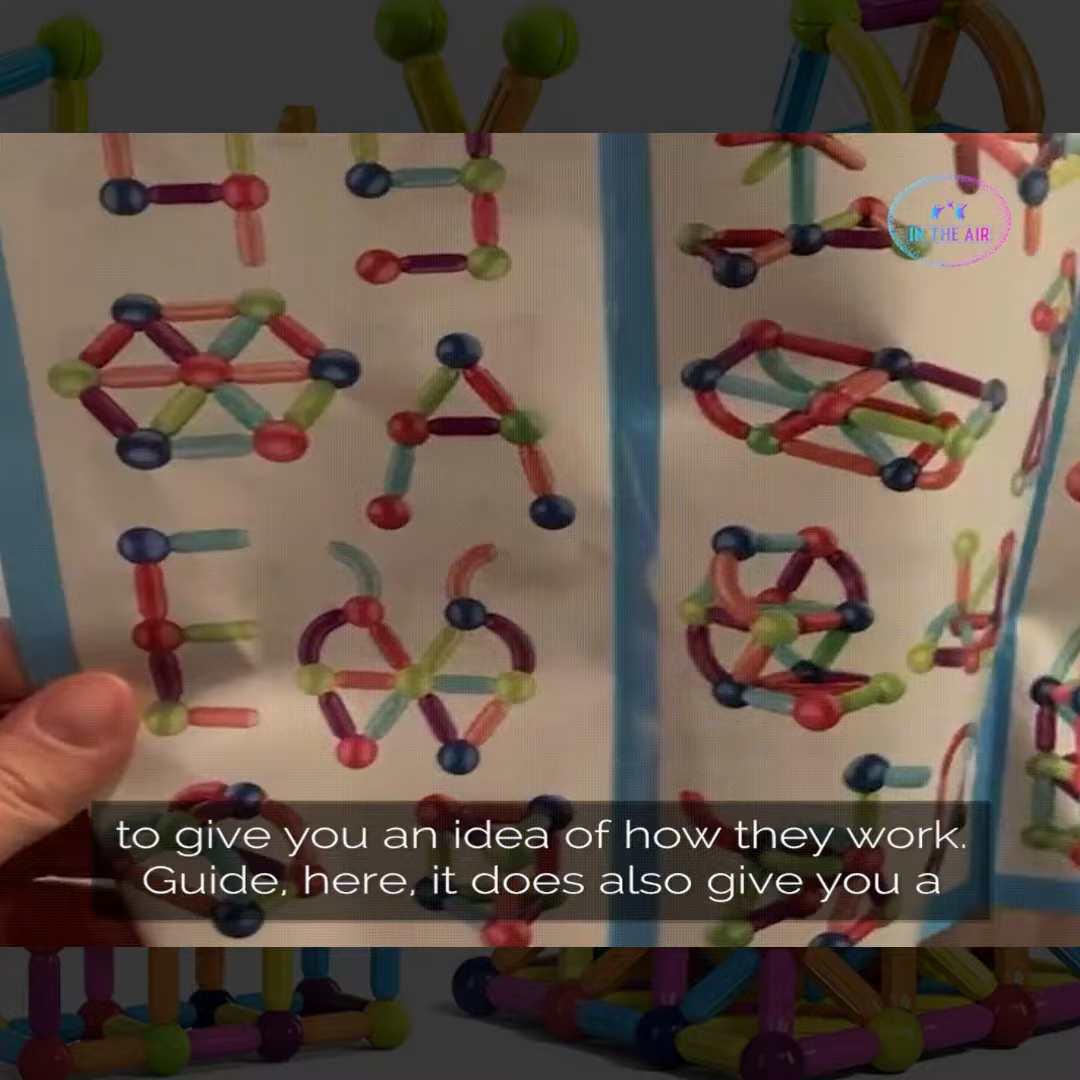 IN THE AIR
to give you an idea of how they work.
Guide, here, it does also give you a